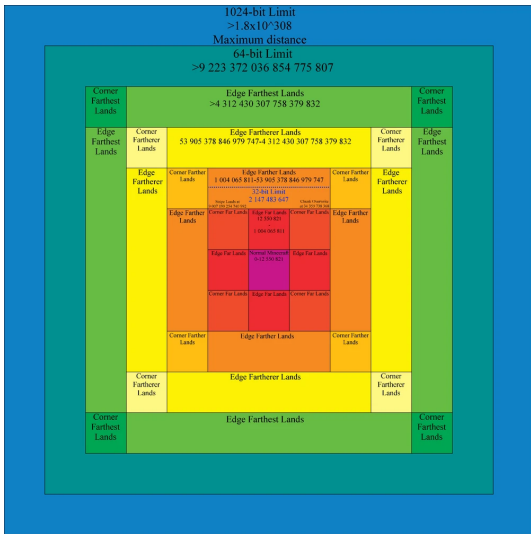 1024-bit Limit
>1.8x10^308
Maximum distance
64-bit Limit
>9 223 372 036 854 775 807
Corner
Farthest
Lands
Edge Farthest Lands
>4 312 430 307 758 379 832
Corner
Farthest
Lands
Edge
Farthest
Lands
Corner
Fartherer
Lands
Edge Fartherer Lands
53 905 378 846 979 747-4 312 430 307 758 379 832
Corner
Fartherer
Lands
Edge
Farthest
Lands
Edge
Fartherer
Lands
Corner Farther
Lands
Edge Farther Lands
1 004 065 811-53 905 378 846 979 747
Corner Farther
Lands
Edge
Fartherer
Lands
32-bit Limit
2 147 483 647
Edge Farther
Lands
Corner Far Lands
Edge Far Lands
12 550 821
1 004 065 811
Corner Far Lands
Edge Farther
Lands
Edge Far Lands
Normal Minecraft
0-12 550 821
Edge Far Lands
Corner Far Lands
Edge Far Lands
Corner Far Lands
Corner Farther
Lands
Edge Farther Lands
Corner Farther
Lands
Corner
Fartherer
Lands
Edge Fartherer Lands
Corner
Fartherer
Lands
Corner
Farthest
Lands
Edge Farthest Lands
Corner
Farthest
Lands